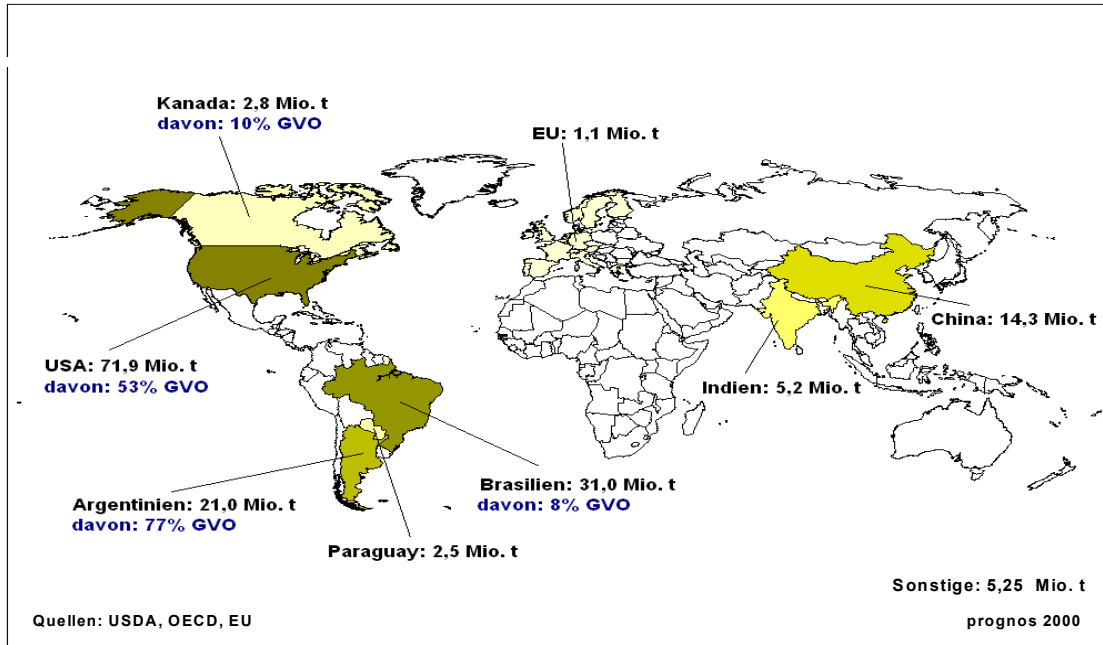 Kanada: 2,8 Mio. t
davon: 10% GVO
EU: 1,1 Mio. t
China: 14,3 Mio. t
USA: 71,9 Mio. t
davon: 53% GVO
Indien: 5,2 Mio. t
Brasilien: 31,0 Mio. t
davon: 8% GVO
Argentinien: 21,0 Mio. t
davon: 77% GVO
Paraguay: 2,5 Mio. t
Sonstige: 5,25 Mio. t
Quellen: USDA, OECD, EU
prognos 2000